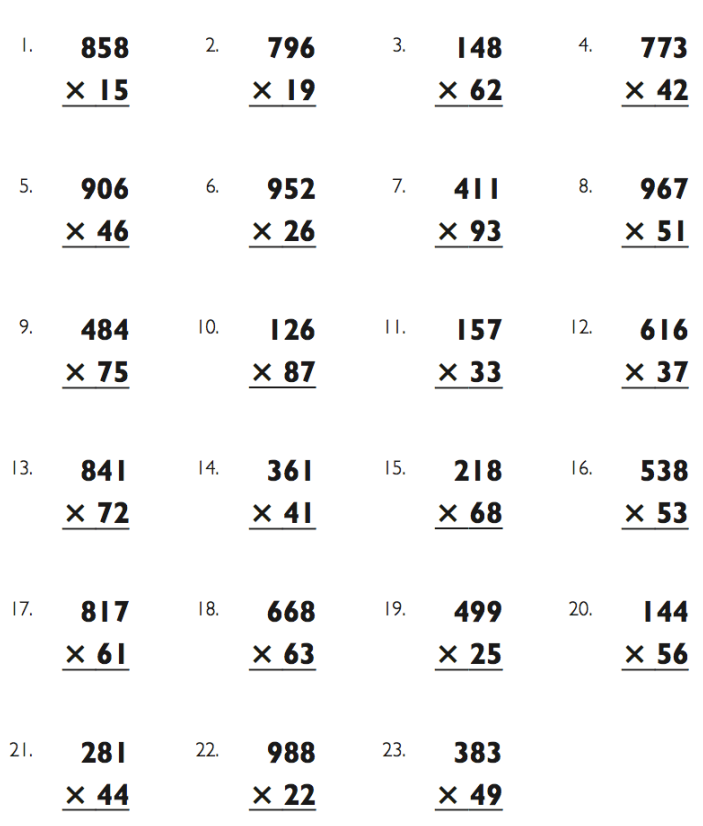 1. 858 2. 796 3. 148 4. 773
× 15 × 19 × 62 × 42
5. 906 6. 952 7. 411 8. 967
× 46 × 26 × 93 × 51
9. 484 10. 126 11. 157 12. 616
× 75 × 87 × 33 × 37
13. 841 14. 361 15. 218 16. 538
× 72 × 41 × 68 × 53
17. 817 18. 668 19. 499 20. 144
× 61 × 63 × 25 × 56
21. 281 22. 988 23. 383
× 44 × 22 × 49